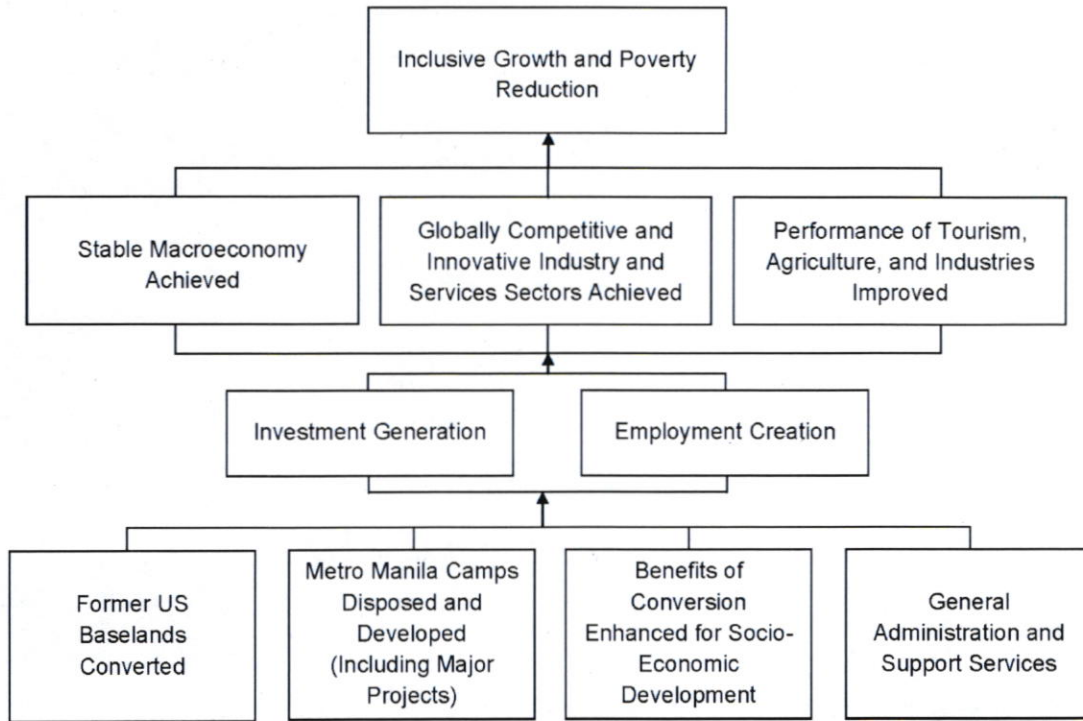 Inclusive Growth and Poverty
Reduction
Stable Macroeconomy
Achieved
Globally Competitive and
Innovative Industry and
Services Sectors Achieved
Performance of Tourism,
Agriculture, and Industries
Improved
Investment Generation
Employment Creation
Former US
Baselands
Converted
Metro Manila Camps
Disposed and
Developed
(Including Major
Projects)
Benefits of
Conversion
Enhanced for Socio-
Economic
Development
General
Administration and
Support Services